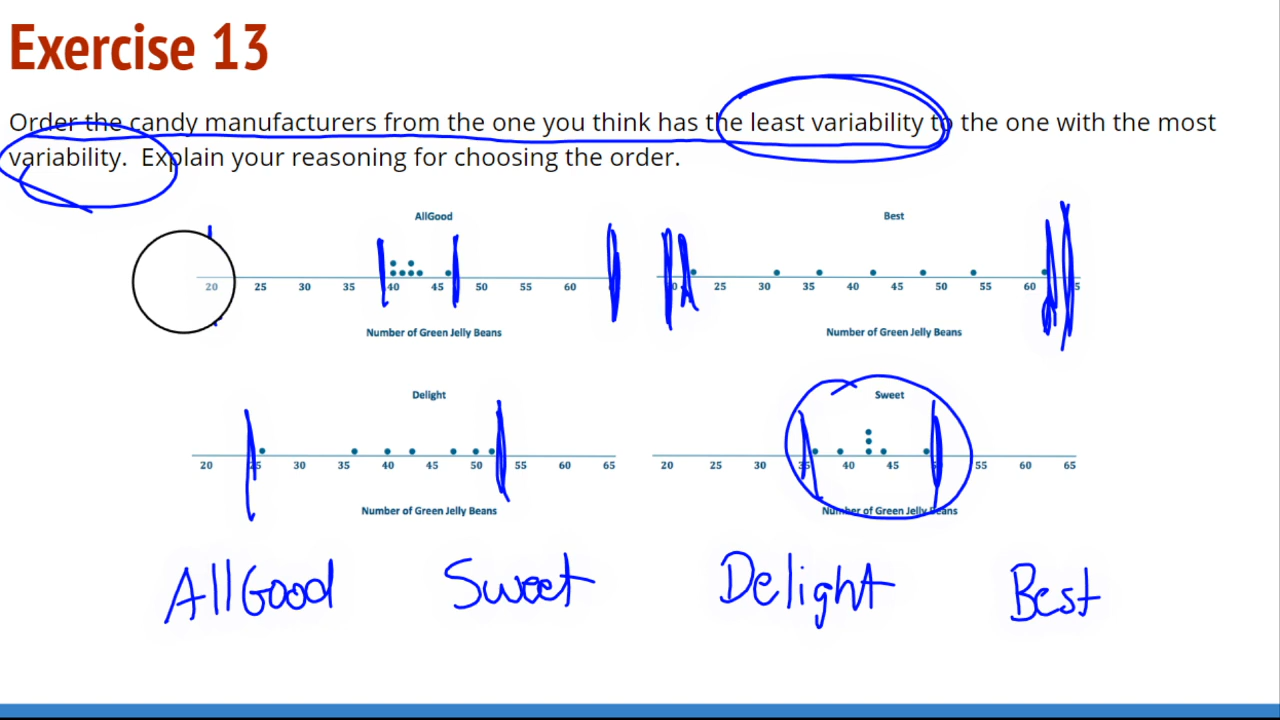 Exercise 13
Order the candy manufacturers from the one you think has the least variability to the one with the most
variability. Explain your reasoning for choosing the order.
AllGood
20 25 30 35 40 45 50 55 60
Number of Green Jelly Beans
Best
25 30 35 40 45 50 55 60
Number of Green Jelly Beans
Delight
20 25 30 35 40 45 50 55 60 65
Number of Green Jelly Beans
Sweet
20 25 30 35 40 45 55 60 65
Number of Green Jelly Beans
AllGood Sweet Delight Best